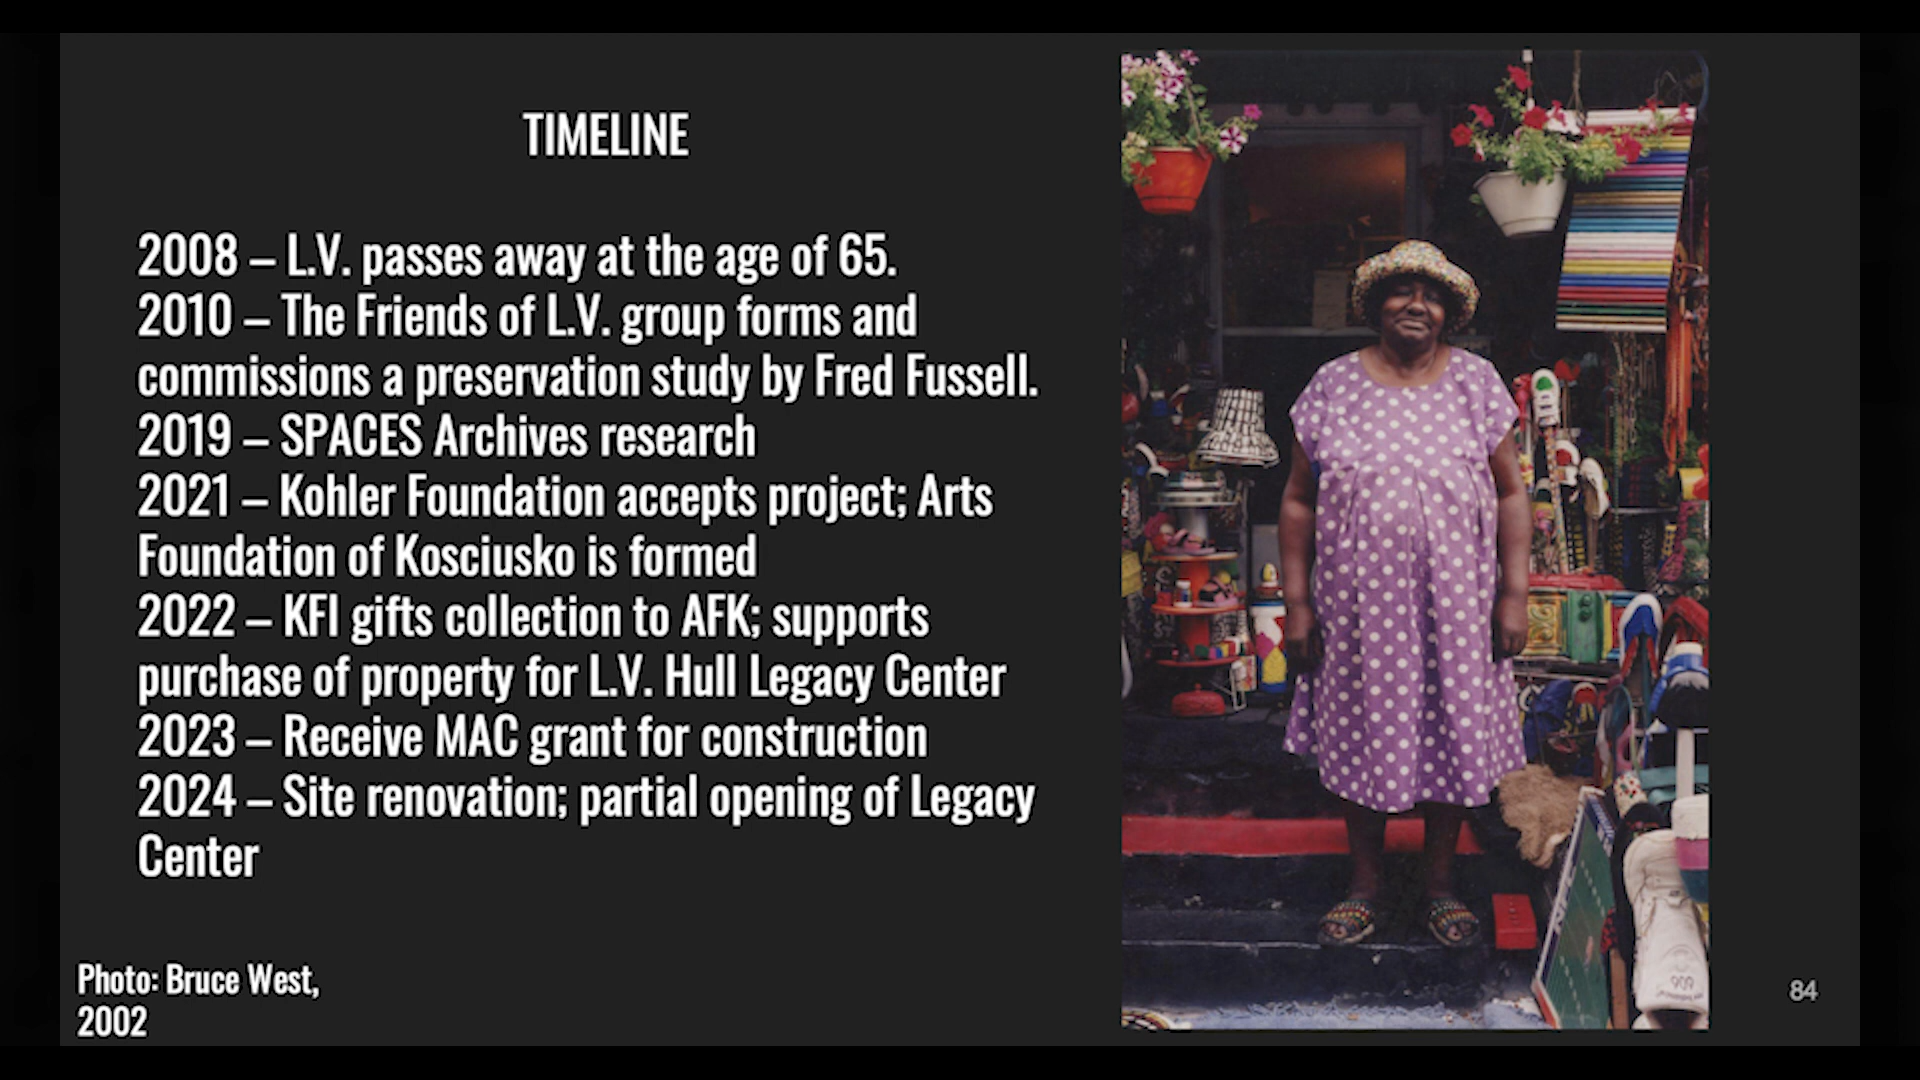 TIMELINE
2008 – L.V. passes away at the age of 65.
2010 – The Friends of L.V. group forms and
commissions a preservation study by Fred Fussell.
2019 – SPACES Archives research
2021 – Kohler Foundation accepts project; Arts
Foundation of Kosciusko is formed
2022 – KFI gifts collection to AFK; supports
purchase of property for L.V. Hull Legacy Center
2023 – Receive MAC grant for construction
2024 – Site renovation; partial opening of Legacy
Center
Photo: Bruce West,
2002
84